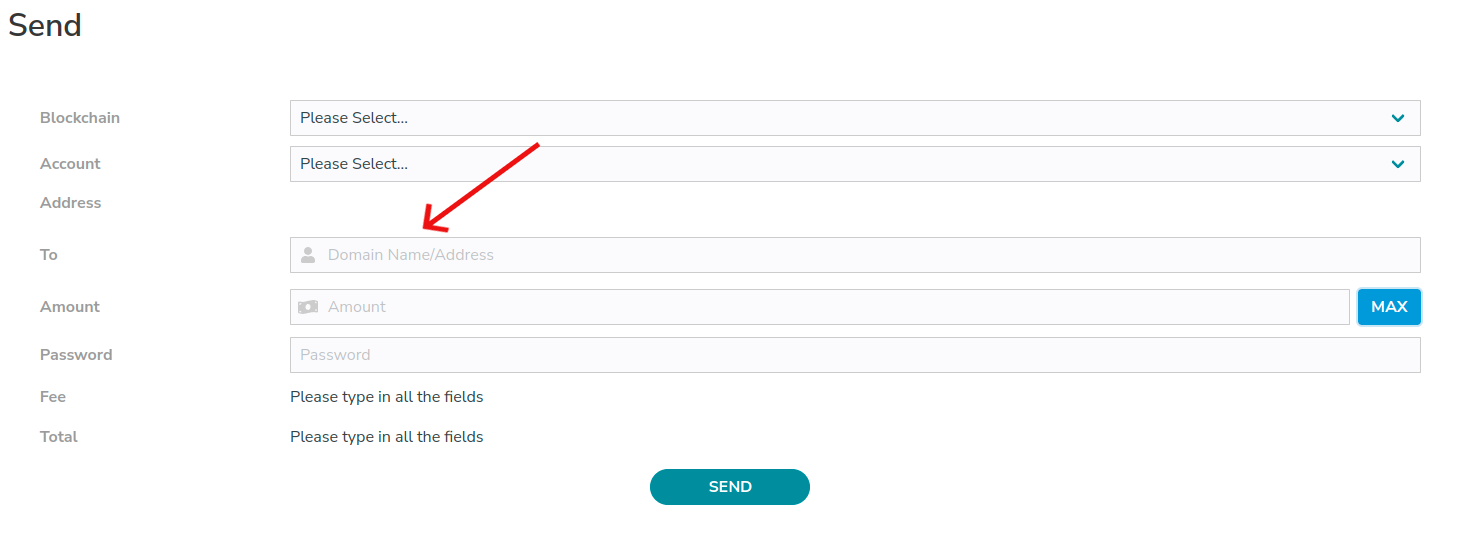 Send
Blockchain Please Select...
Account Please Select...
Address
To Domain Name/Address
Amount Amount MAX
Password Password
Fee Please type in all the fields
Total Please type in all the fields
SEND